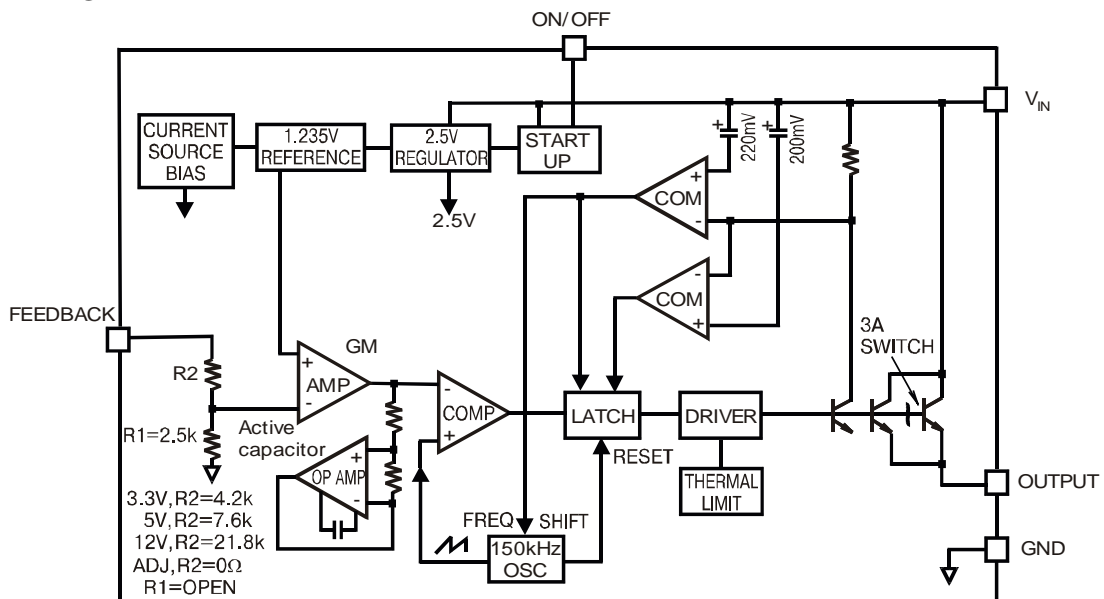 ON/OFF
V_IN
CURRENT
SOURCE
BIAS
1.235V
REFERENCE
2.5V
REGULATOR
START
UP
2.5V
+
220mV
+
200mV
+
COM
-
-
COM
+
3A
SWITCH
FEEDBACK
R2
R1=2.5k
3.3V,R2=4.2k
5V,R2=7.6k
12V,R2=21.8k
ADJ,R2=0Ω
R1=OPEN
GM
+
AMP
-
Active
capacitor
+
OP AMP
-
-
COMP
+
LATCH
RESET
DRIVER
THERMAL
LIMIT
FREQ SHIFT
150kHz
OSC
OUTPUT
GND